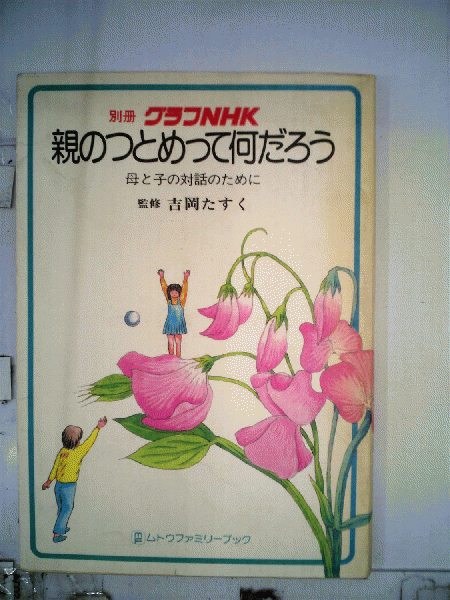 別冊 グラフNHK
親のつとめって何だろう
母と子の対話のために
監修 吉岡たすく
ムトウファミリーブック